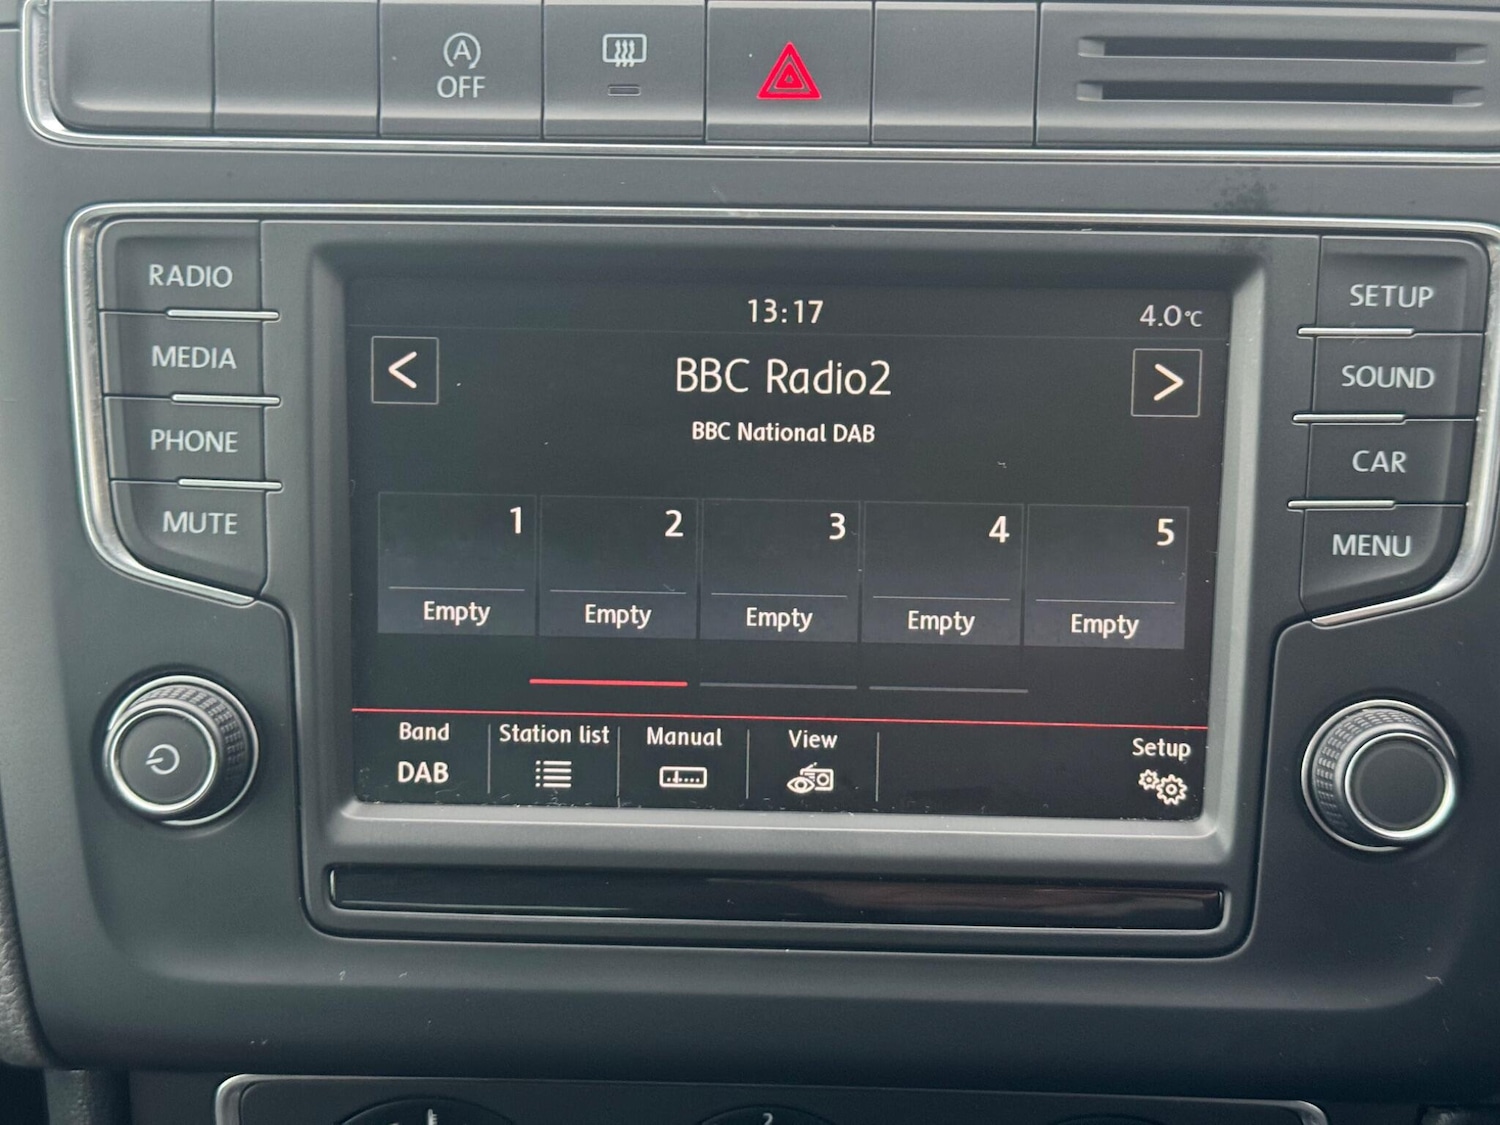 A
OFF
RADIO
MEDIA
PHONE
MUTE
13:17
4.0°C
<
BBC Radio2
>
BBC National DAB
1
2
3
4
5
Empty
Empty
Empty
Empty
Empty
Band
DAB
Station list
Manual
View
Setup
SETUP
SOUND
CAR
MENU
2